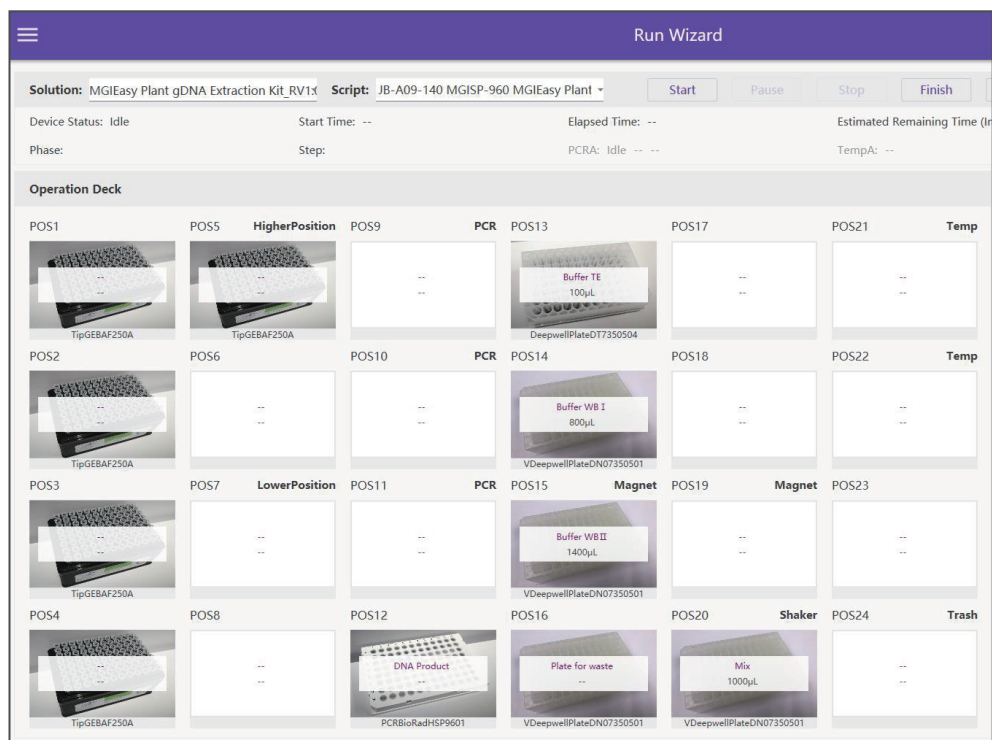 Run Wizard
Solution: MGIEasy Plant gDNA Extraction Kit_RV1.( Script: JB-A09-140 MGISP-960 MGIEasy Plant Start Pause Stop Finish
Device Status: Idle Start Time: -- Elapsed Time: -- Estimated Remaining Time (In
Phase: Step: PCRA: Idle -- -- TempA: --
Operation Deck
POS1 POS5 HigherPosition POS9 PCR POS13 POS17 POS21 Temp
-- -- -- Buffer TE -- --
-- -- -- 100μL -- --
TipGEBAF250A TipGEBAF250A DeepwellPlateDT7350504
POS2 POS6 POS10 PCR POS14 POS18 POS22 Temp
-- -- -- Buffer WB I -- --
-- -- -- 800μL -- --
TipGEBAF250A VDeepwellPlateDN07350501
POS3 POS7 LowerPosition POS11 PCR POS15 Magnet POS19 Magnet POS23
-- -- -- Buffer WBⅡ -- --
-- -- -- 1400μL -- --
TipGEBAF250A VDeepwellPlateDN07350501
POS4 POS8 POS12 POS16 POS20 Shaker POS24 Trash
-- -- DNA Product Plate for waste Mix --
-- -- -- -- 1000μL --
TipGEBAF250A PCRBioRadHSP9601 VDeepwellPlateDN07350501 VDeepwellPlateDN07350501